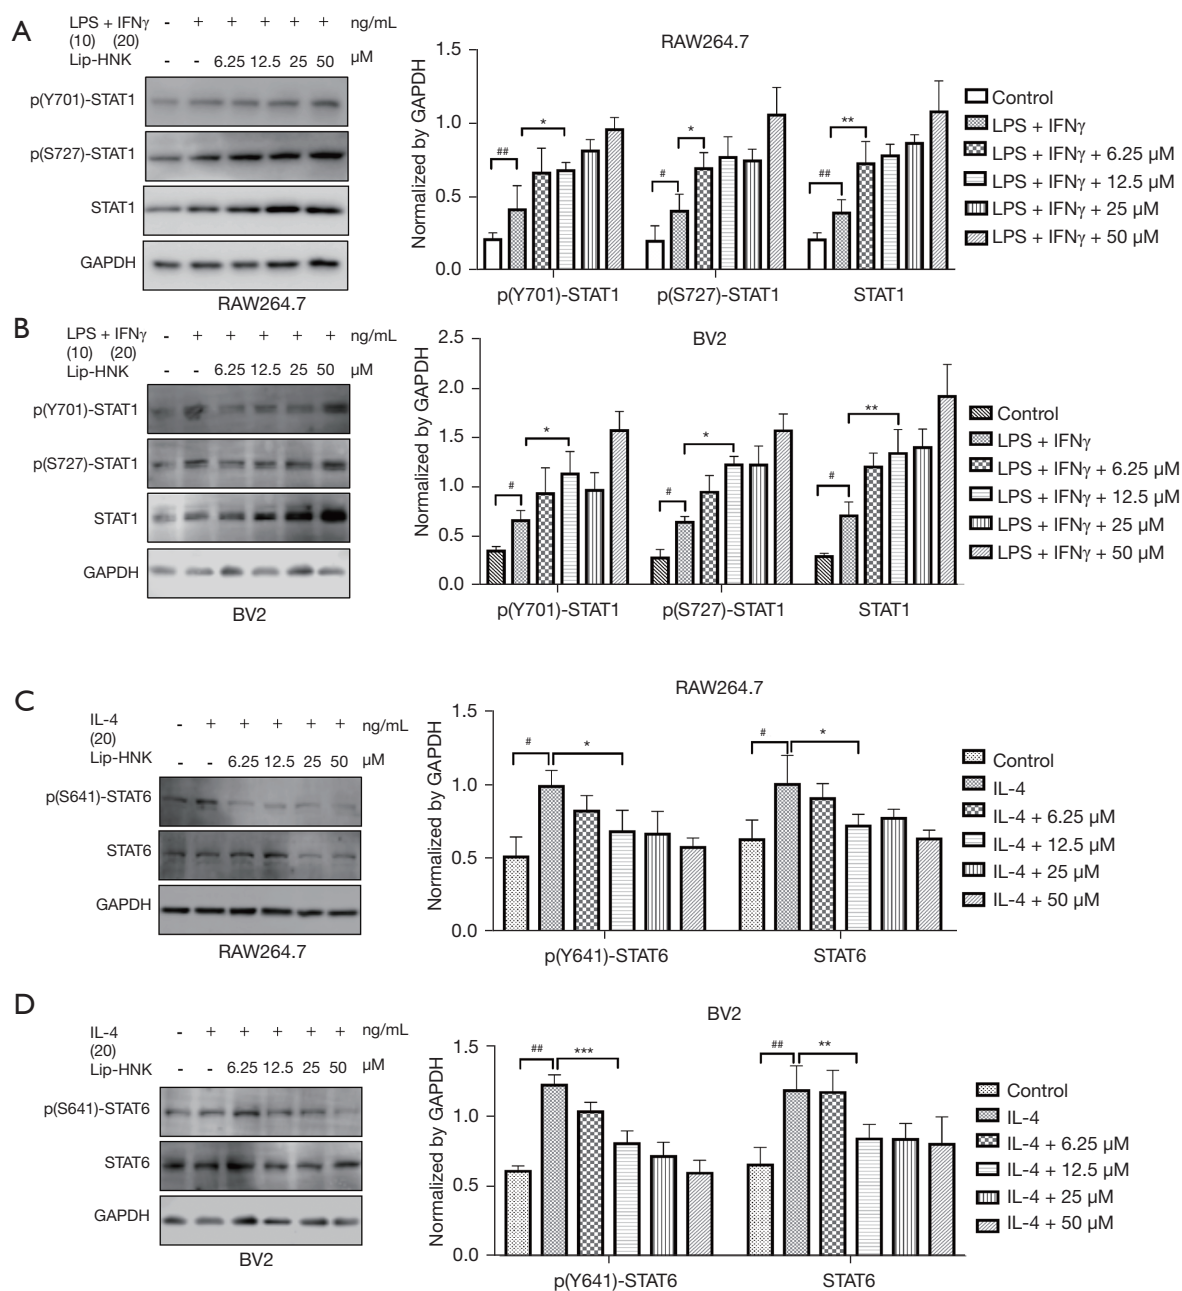 A
LPS + IFNγ - + + + + + ng/mL
(10) (20)
Lip-HNK - - 6.25 12.5 25 50 µM
p(Y701)-STAT1
p(S727)-STAT1
STAT1
GAPDH
RAW264.7
RAW264.7
Normalized by GAPDH
1.5
1.0
0.5
0.0
## * # * ## **
p(Y701)-STAT1 p(S727)-STAT1 STAT1
Control
LPS + IFNγ
LPS + IFNγ + 6.25 µM
LPS + IFNγ + 12.5 µM
LPS + IFNγ + 25 µM
LPS + IFNγ + 50 µM
B
LPS + IFNγ - + + + + + ng/mL
(10) (20)
Lip-HNK - - 6.25 12.5 25 50 µM
p(Y701)-STAT1
p(S727)-STAT1
STAT1
GAPDH
BV2
BV2
Normalized by GAPDH
2.5
2.0
1.5
1.0
0.5
0.0
# * # * # **
p(Y701)-STAT1 p(S727)-STAT1 STAT1
Control
LPS + IFNγ
LPS + IFNγ + 6.25 µM
LPS + IFNγ + 12.5 µM
LPS + IFNγ + 25 µM
LPS + IFNγ + 50 µM
C
IL-4 - + + + + + ng/mL
(20)
Lip-HNK - - 6.25 12.5 25 50 µM
p(S641)-STAT6
STAT6
GAPDH
RAW264.7
RAW264.7
Normalized by GAPDH
1.5
1.0
0.5
0.0
# * # *
p(Y641)-STAT6 STAT6
Control
IL-4
IL-4 + 6.25 µM
IL-4 + 12.5 µM
IL-4 + 25 µM
IL-4 + 50 µM
D
IL-4 - + + + + + ng/mL
(20)
Lip-HNK - - 6.25 12.5 25 50 µM
p(S641)-STAT6
STAT6
GAPDH
BV2
BV2
Normalized by GAPDH
1.5
1.0
0.5
0.0
## *** ## **
p(Y641)-STAT6 STAT6
Control
IL-4
IL-4 + 6.25 µM
IL-4 + 12.5 µM
IL-4 + 25 µM
IL-4 + 50 µM